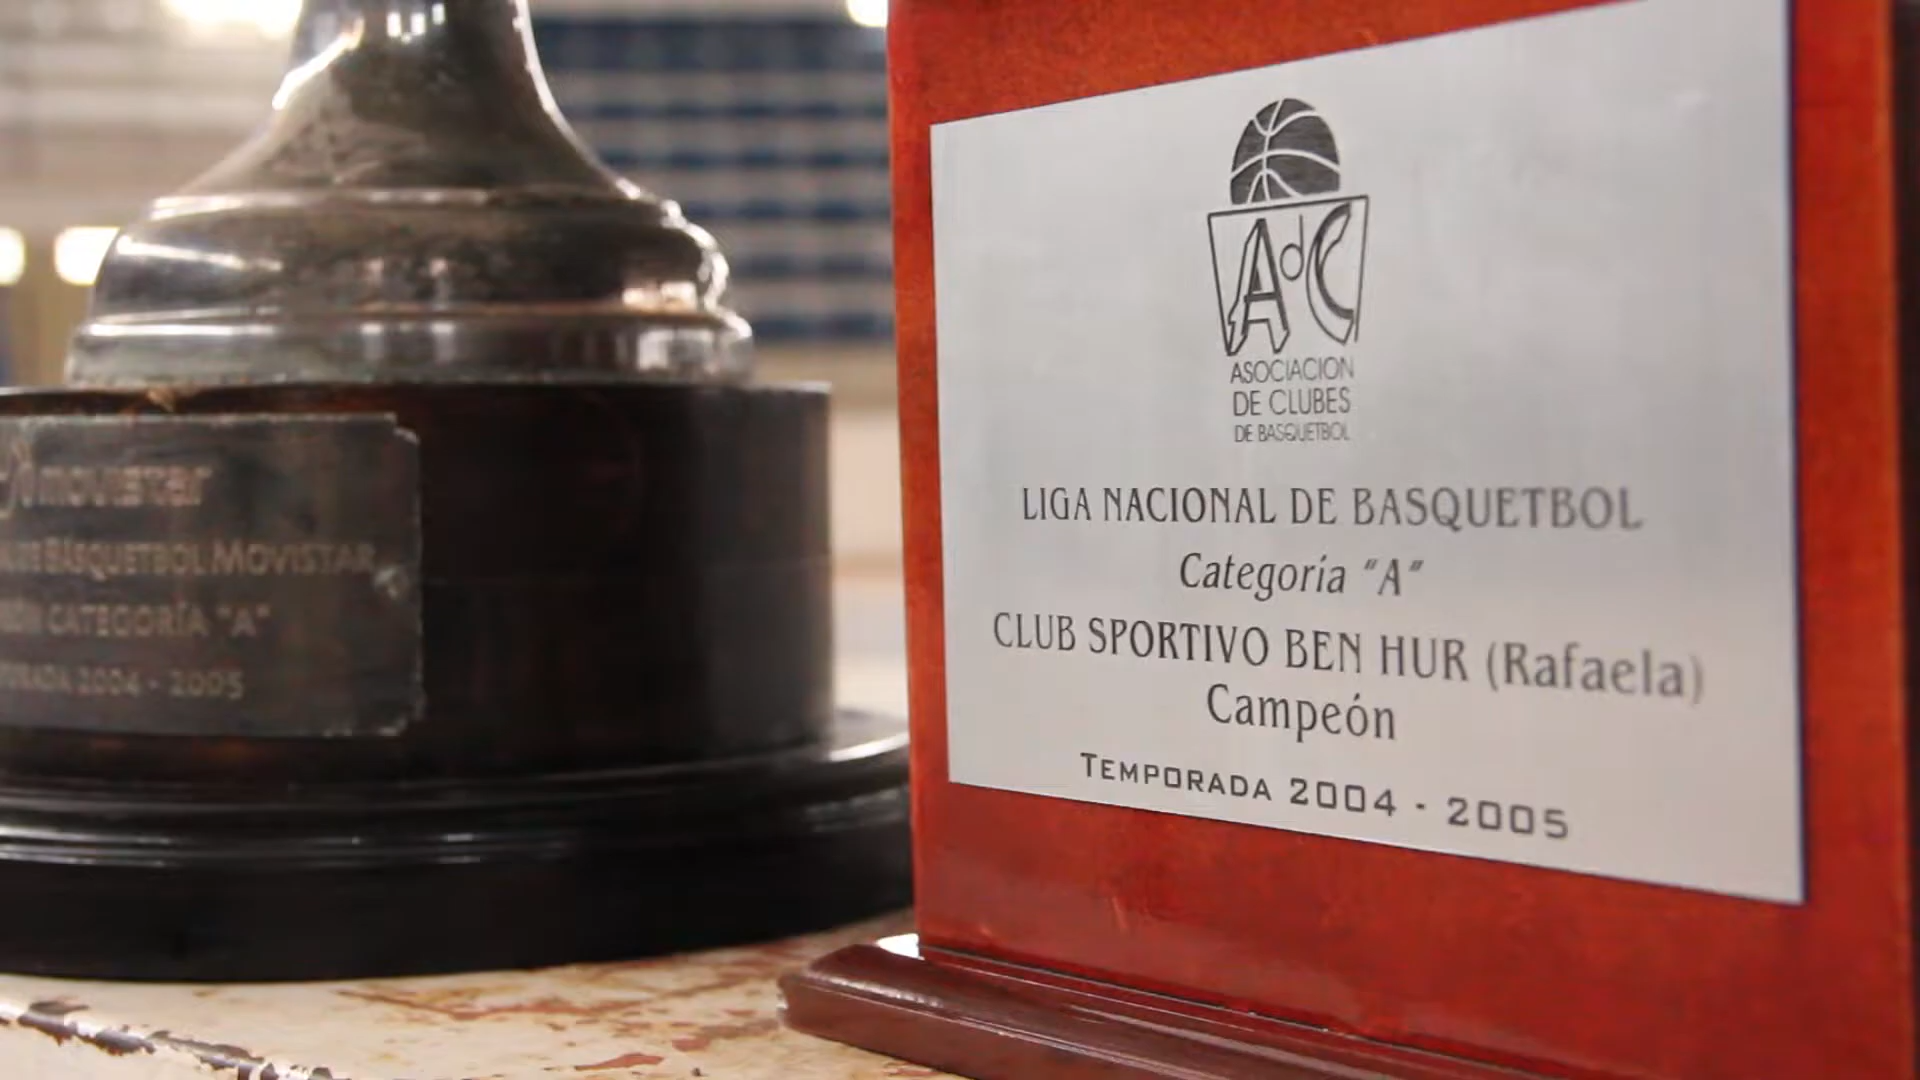 movistar
DE BÁSQUETBOL MOVISTAR
CATEGORÍA "A"
2004 - 2005
AdC
ASOCIACION
DE CLUBES
DE BASQUETBOL
LIGA NACIONAL DE BASQUETBOL
Categoría "A"
CLUB SPORTIVO BEN HUR (Rafaela)
Campeón
TEMPORADA 2004 - 2005